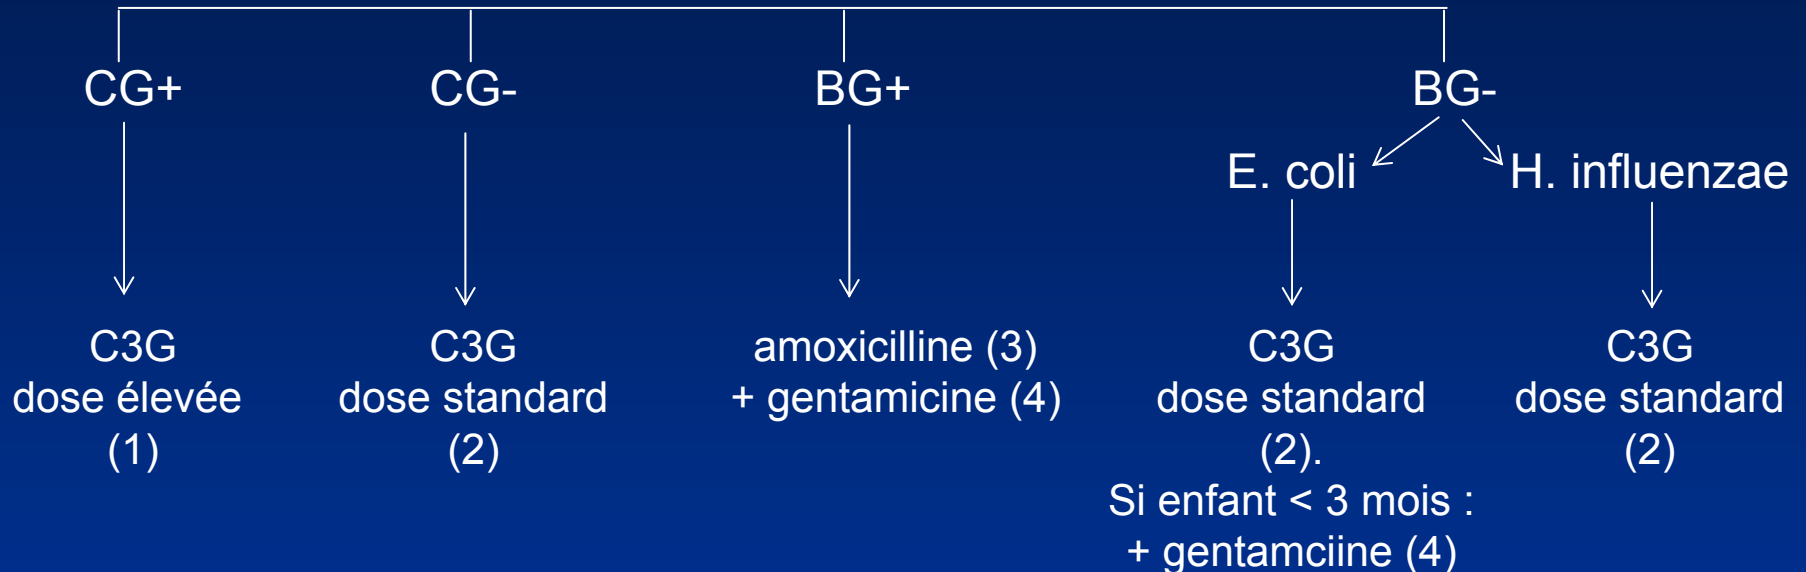 CG+
CG-
BG+
BG-
E. coli
H. influenzae
C3G
dose élevée
(1)
C3G
dose standard
(2)
amoxicilline (3)
+ gentamicine (4)
C3G
dose standard
(2).
Si enfant < 3 mois :
+ gentamciine (4)
C3G
dose standard
(2)